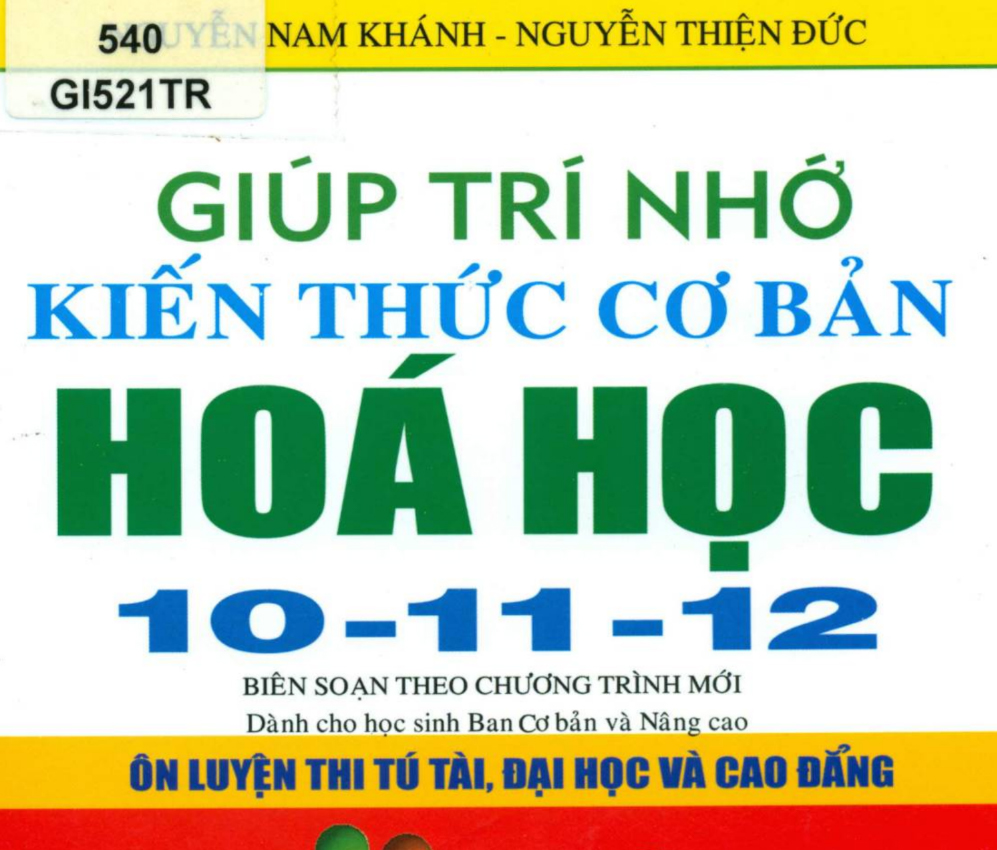 540
GI521TR
NGUYỄN NAM KHÁNH - NGUYỄN THIỆN ĐỨC
GIÚP TRÍ NHỚ
KIẾN THỨC CƠ BẢN
HOÁ HỌC
10-11-12
BIÊN SOẠN THEO CHƯƠNG TRÌNH MỚI
Dành cho học sinh Ban Cơ bản và Nâng cao
ÔN LUYỆN THI TÚ TÀI, ĐẠI HỌC VÀ CAO ĐẲNG